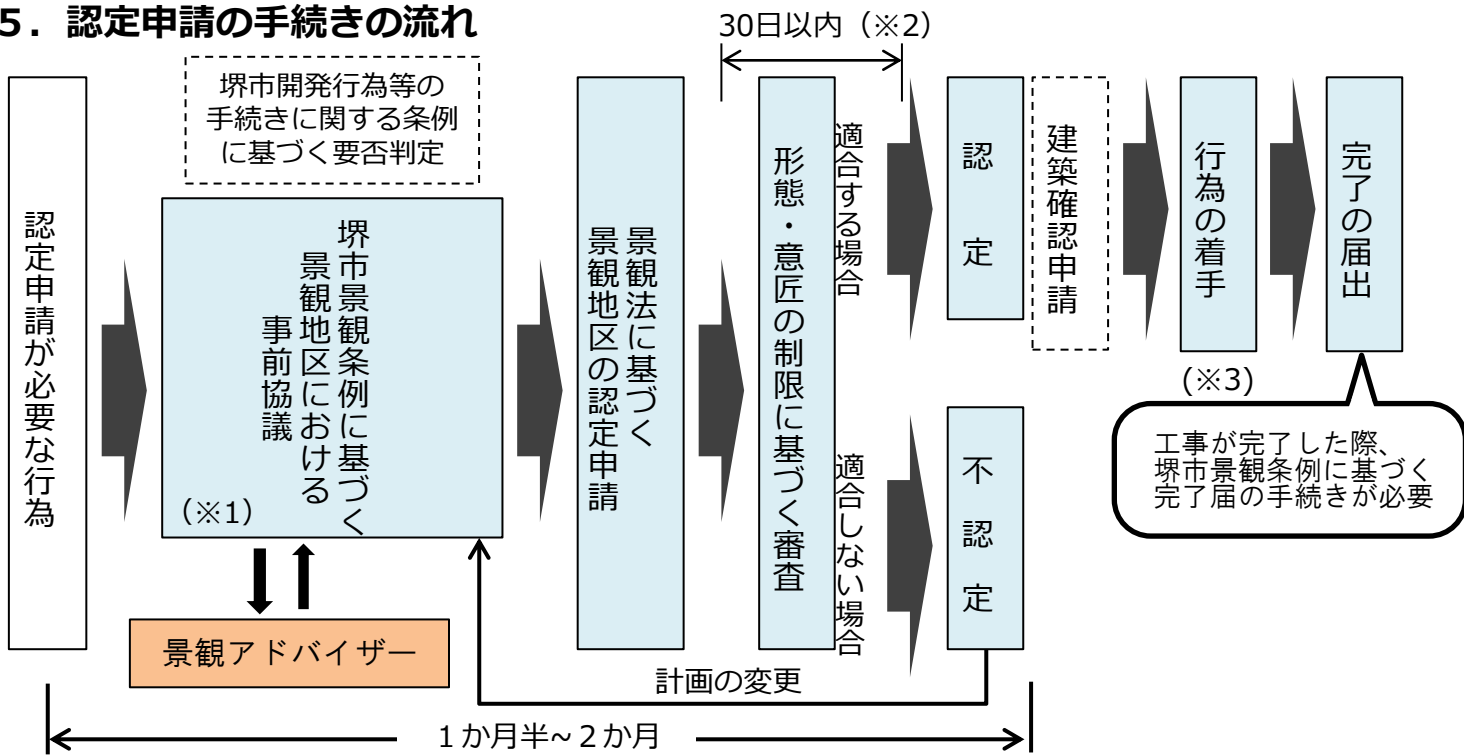 5．認定申請の手続きの流れ
30日以内（※2）
認定申請が必要な行為
堺市開発行為等の
手続きに関する条例
に基づく要否判定
堺市景観条例に基づく
景観地区における
事前協議
（※1）
景観アドバイザー
景観法に基づく
景観地区の認定申請
形態・意匠の制限に基づく審査
適合する場合
適合しない場合
認定
不認定
建築確認申請
行為の着手
(※3)
完了の届出
工事が完了した際、
堺市景観条例に基づく
完了届の手続きが必要
計画の変更
１か月半~２か月